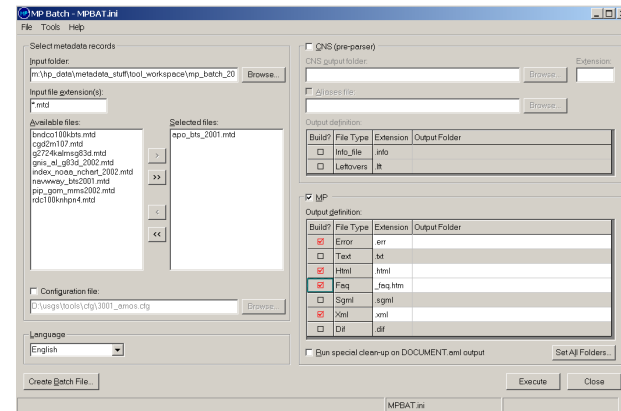 MP Batch - MPBAT.ini
File Tools Help
Select metadata records
Input folder:
m:\hp_data\metadata_stuff\tool_workspace\mp_batch_20
Browse...
Input file extension(s):
*.mtd
Available files:
bndco100kbts.mtd
cgd2m107.mtd
g2724kalmsg83d.mtd
gnis_al_g83d_2002.mtd
index_noaa_nchart_2002.mtd
navwway_bts2001.mtd
pip_gom_mms2002.mtd
rdc100knhpn4.mtd
>
>>
<
<<
Selected files:
apo_bts_2001.mtd
Configuration file:
D:\usgs\tools\cfg\3001_amos.cfg
Browse...
Language
English
Create Batch File...
CNS (pre-parser)
CNS output folder:
Extension:
Browse...
Aliases file:
Browse...
Output definition:
Build? File Type Extension Output Folder
Info_file .info
Leftovers .lft
MP
Output definition:
Build? File Type Extension Output Folder
Error .err
Text .txt
Html .html
Faq _faq.htm
Sgml .sgml
Xml .xml
Dif .dif
Run special clean-up on DOCUMENT.aml output
Set All Folders...
Execute
Close
MPBAT.ini